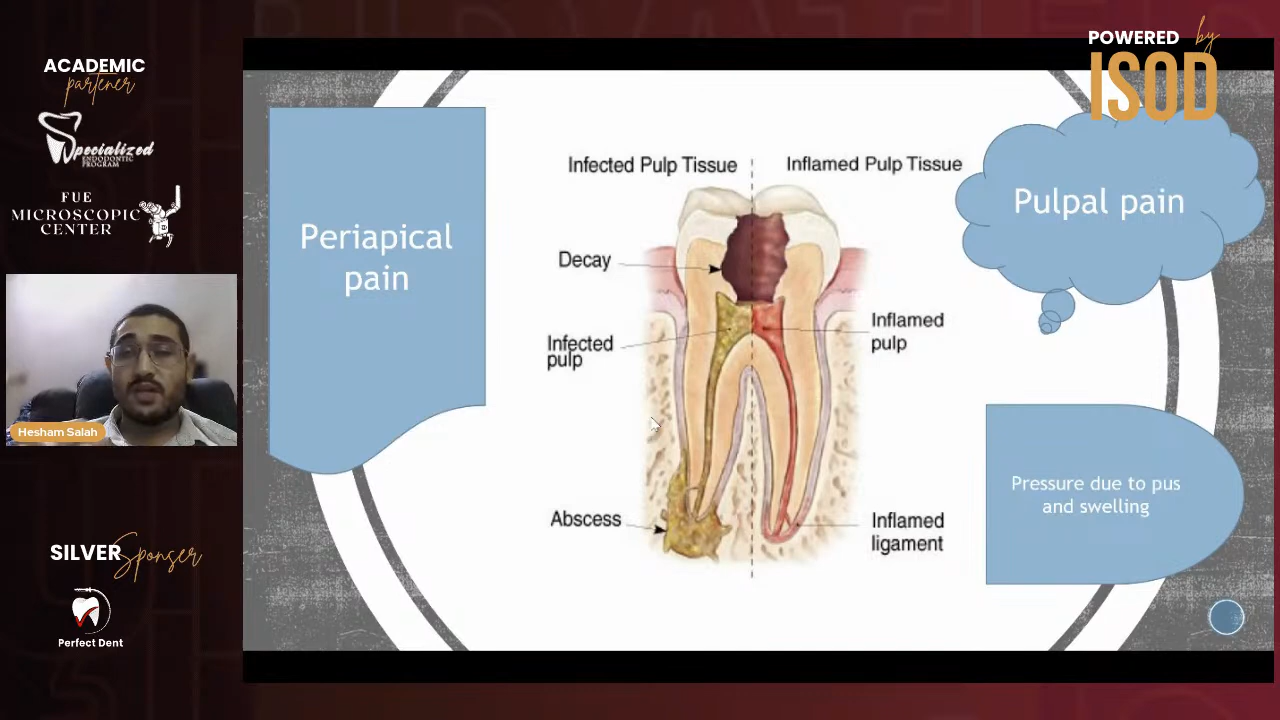 ACADEMIC
partener
Specialized
ENDODONTIC
PROGRAM
FUE
MICROSCOPIC
CENTER
Hesham Salah
SILVER Sponser
Perfect Dent
POWERED by
ISOD
Periapical
pain
Infected Pulp Tissue
Inflamed Pulp Tissue
Decay
Infected
pulp
Abscess
Inflamed
pulp
Inflamed
ligament
Pulpal pain
Pressure due to pus
and swelling